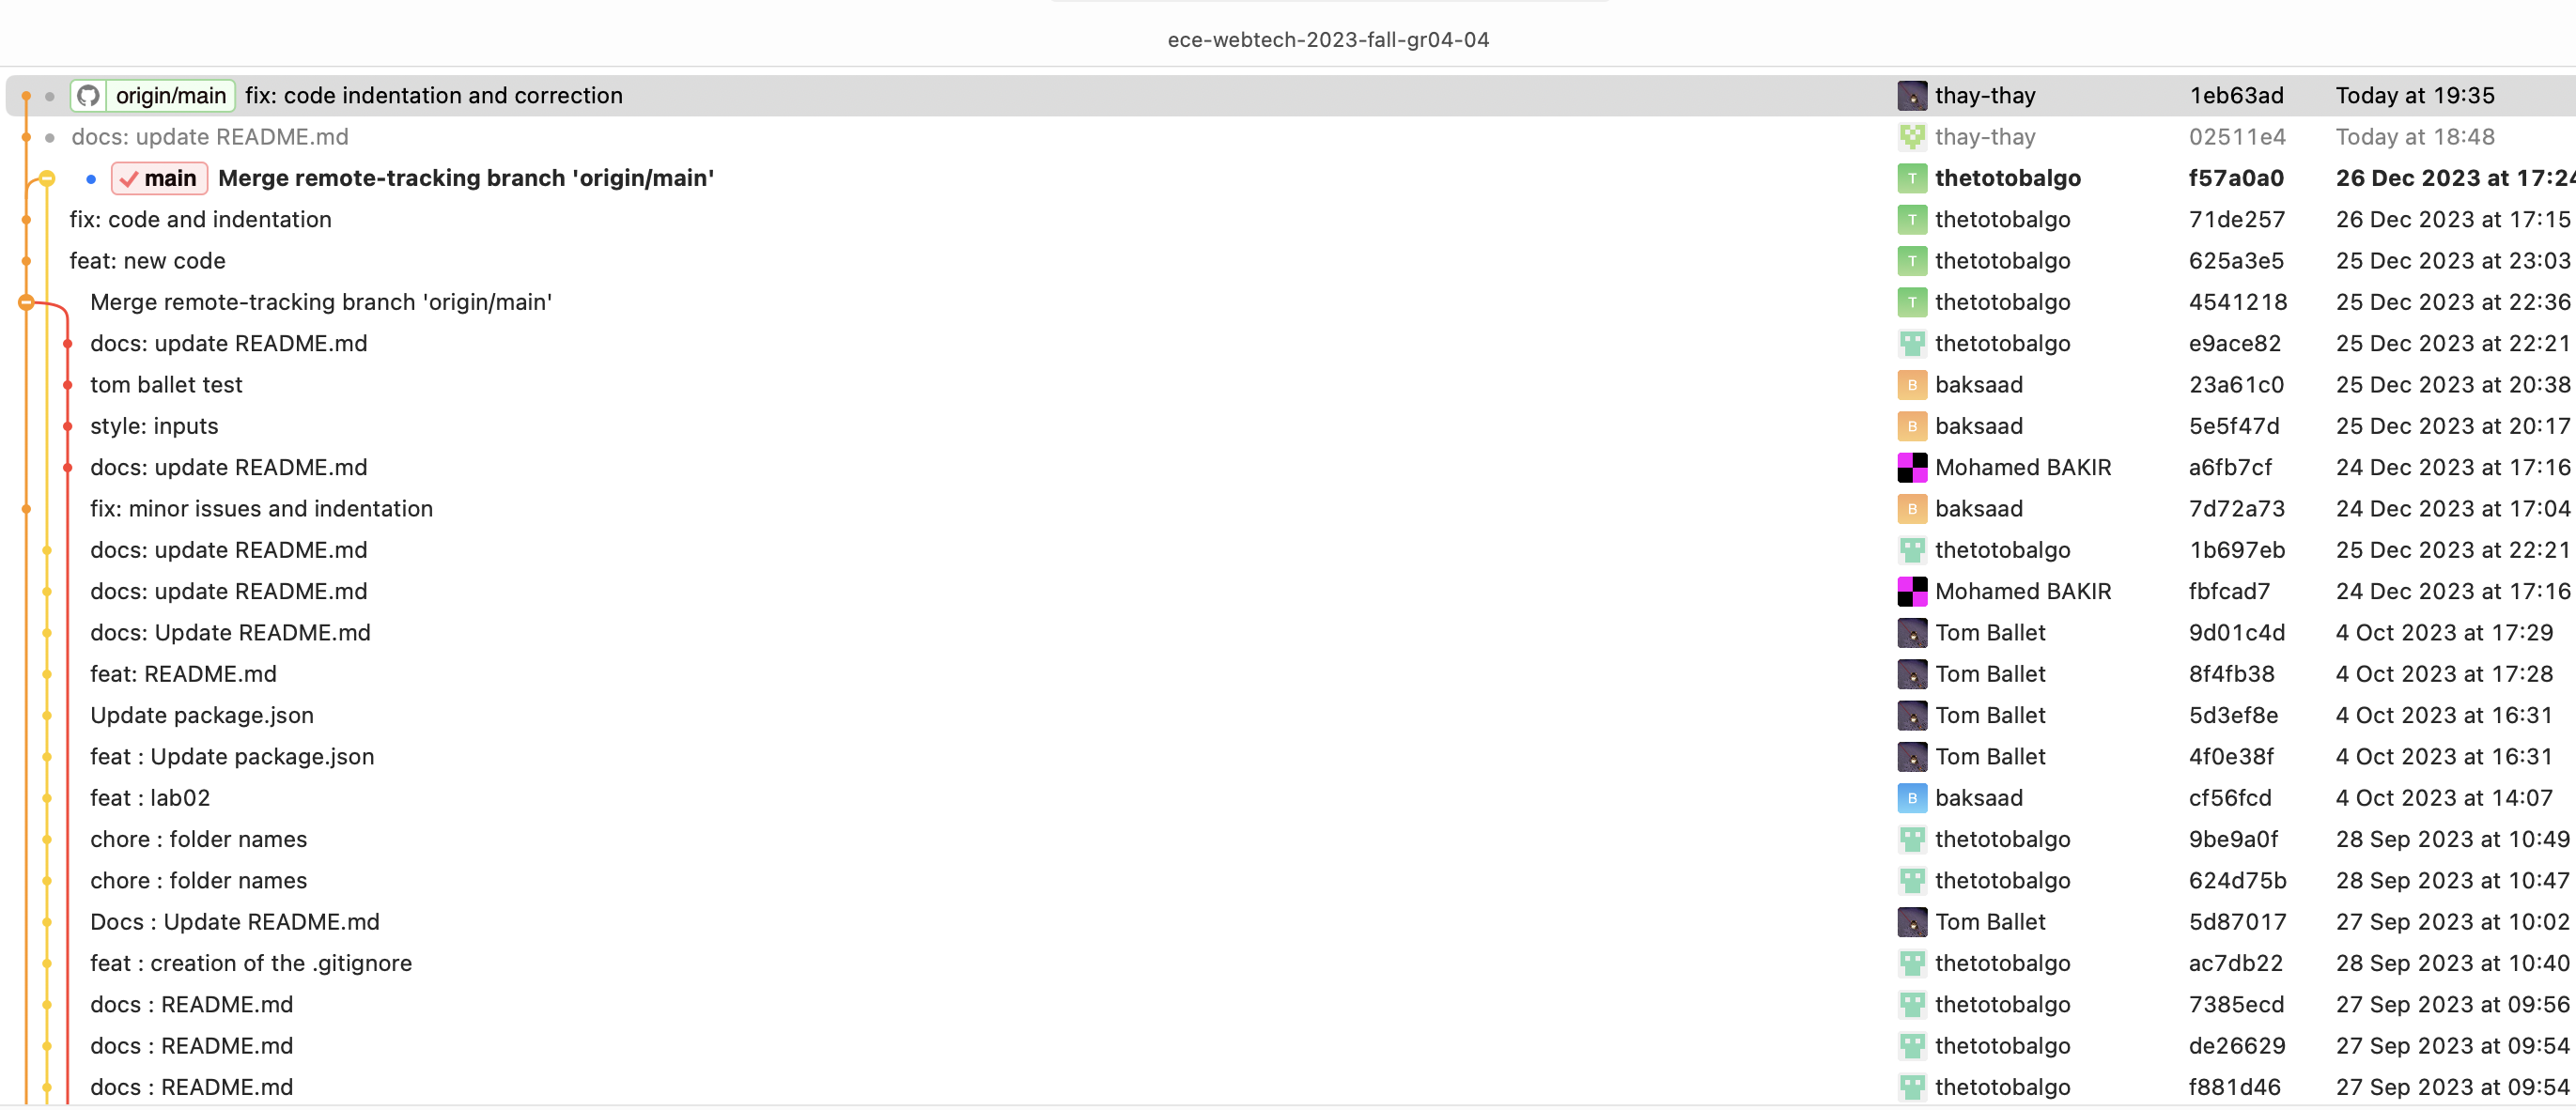 ece-webtech-2023-fall-gr04-04
origin/main fix: code indentation and correction thay-thay 1eb63ad Today at 19:35
docs: update README.md thay-thay 02511e4 Today at 18:48
main Merge remote-tracking branch 'origin/main' T thetotobalgo f57a0a0 26 Dec 2023 at 17:24
fix: code and indentation T thetotobalgo 71de257 26 Dec 2023 at 17:15
feat: new code T thetotobalgo 625a3e5 25 Dec 2023 at 23:03
Merge remote-tracking branch 'origin/main' T thetotobalgo 4541218 25 Dec 2023 at 22:36
docs: update README.md thetotobalgo e9ace82 25 Dec 2023 at 22:21
tom ballet test B baksaad 23a61c0 25 Dec 2023 at 20:38
style: inputs B baksaad 5e5f47d 25 Dec 2023 at 20:17
docs: update README.md Mohamed BAKIR a6fb7cf 24 Dec 2023 at 17:16
fix: minor issues and indentation B baksaad 7d72a73 24 Dec 2023 at 17:04
docs: update README.md thetotobalgo 1b697eb 25 Dec 2023 at 22:21
docs: update README.md Mohamed BAKIR fbfcad7 24 Dec 2023 at 17:16
docs: Update README.md Tom Ballet 9d01c4d 4 Oct 2023 at 17:29
feat: README.md Tom Ballet 8f4fb38 4 Oct 2023 at 17:28
Update package.json Tom Ballet 5d3ef8e 4 Oct 2023 at 16:31
feat : Update package.json Tom Ballet 4f0e38f 4 Oct 2023 at 16:31
feat : lab02 B baksaad cf56fcd 4 Oct 2023 at 14:07
chore : folder names thetotobalgo 9be9a0f 28 Sep 2023 at 10:49
chore : folder names thetotobalgo 624d75b 28 Sep 2023 at 10:47
Docs : Update README.md Tom Ballet 5d87017 27 Sep 2023 at 10:02
feat : creation of the .gitignore thetotobalgo ac7db22 28 Sep 2023 at 10:40
docs : README.md thetotobalgo 7385ecd 27 Sep 2023 at 09:56
docs : README.md thetotobalgo de26629 27 Sep 2023 at 09:54
docs : README.md thetotobalgo f881d46 27 Sep 2023 at 09:54